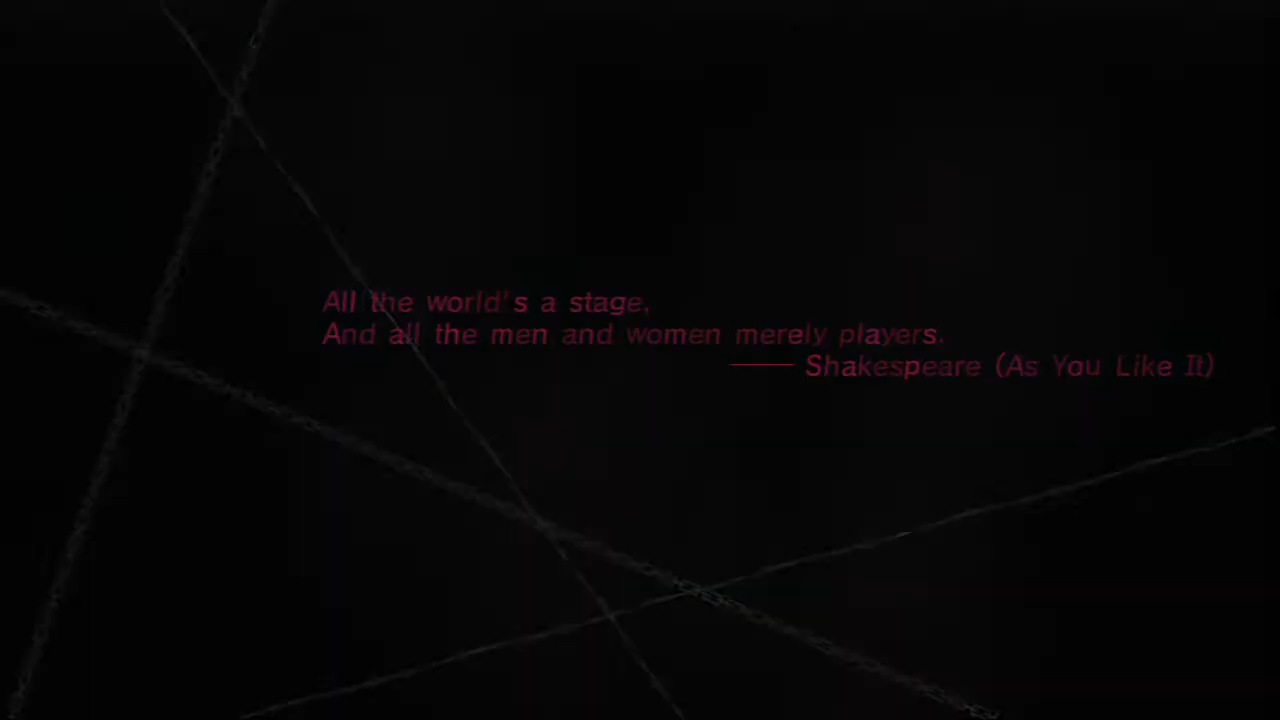 All the world's a stage,
And all the men and women merely players.
—— Shakespeare (As You Like It)